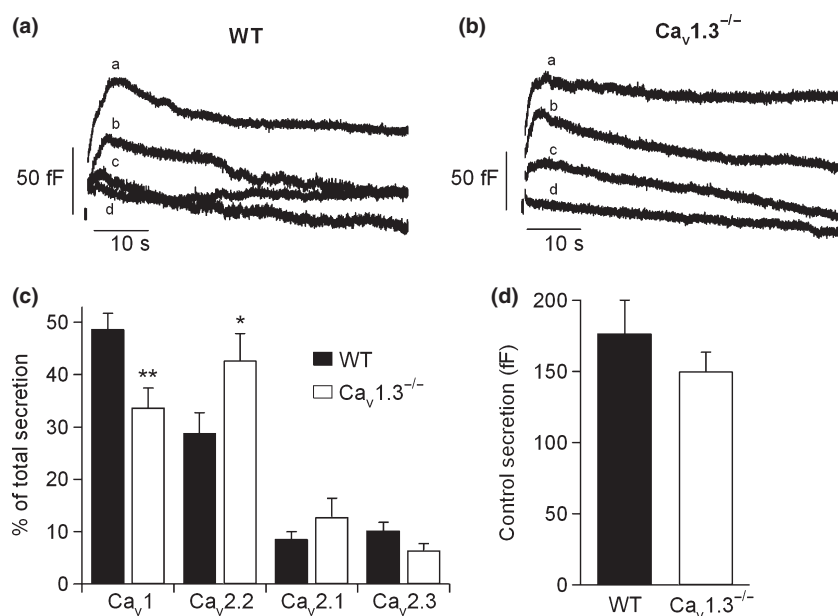 (a)
WT
a
b
c
d
50 fF
10 s
(b)
Caᵥ1.3⁻/⁻
a
b
c
d
50 fF
10 s
(c)
% of total secretion
50
40
30
20
10
0
**
*
WT
Caᵥ1.3⁻/⁻
Caᵥ1 Caᵥ2.2 Caᵥ2.1 Caᵥ2.3
(d)
Control secretion (fF)
200
150
100
50
0
WT Caᵥ1.3⁻/⁻